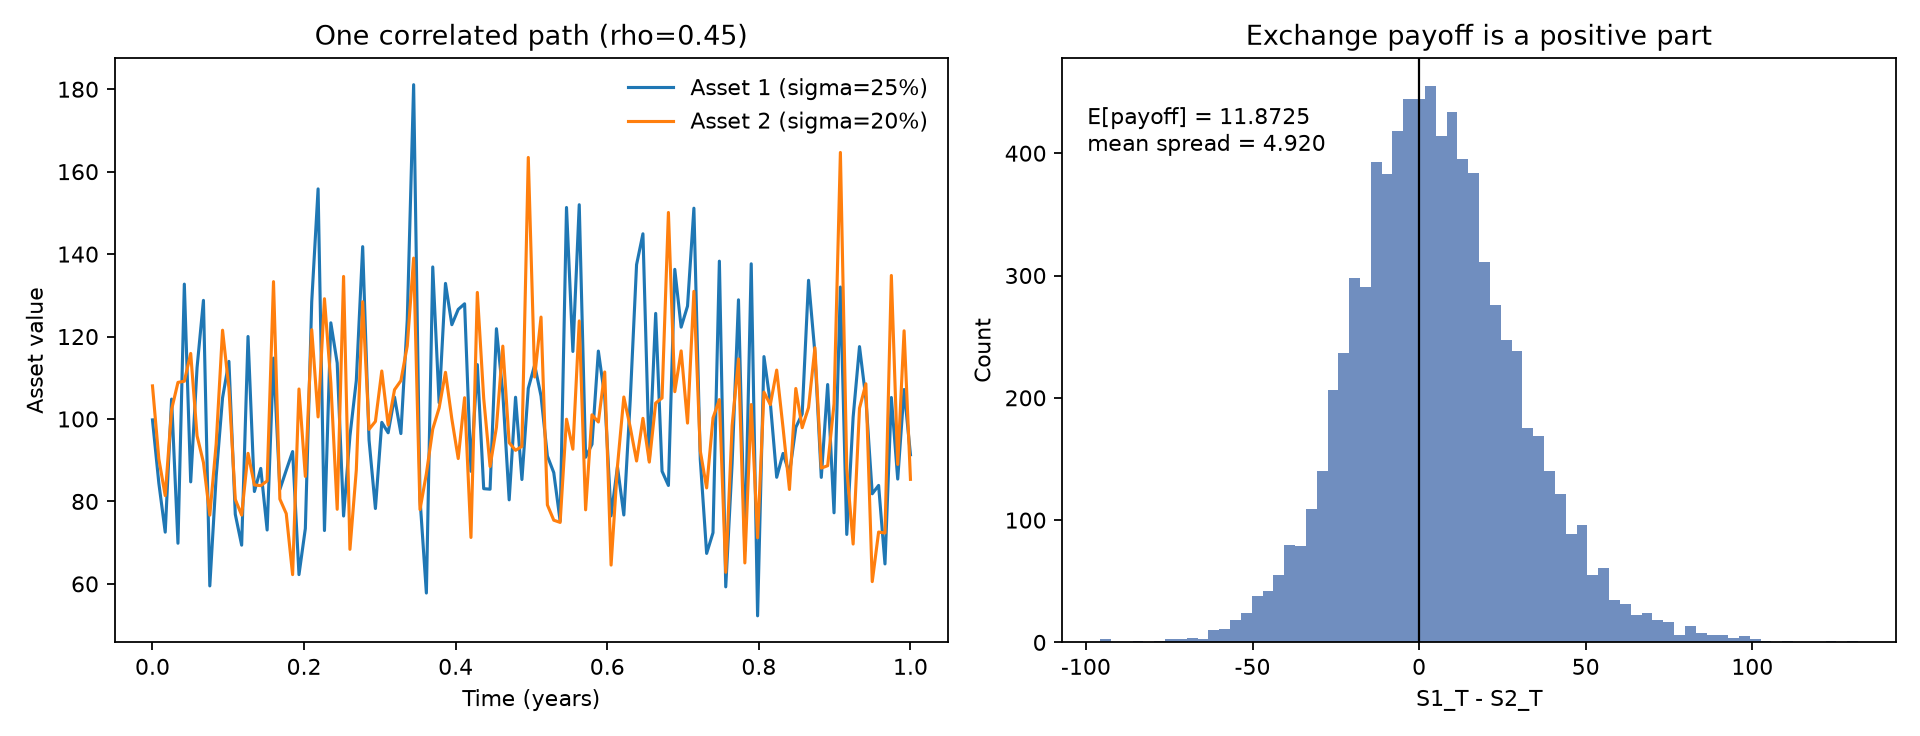 One correlated path (rho=0.45)
Asset 1 (sigma=25%)
Asset 2 (sigma=20%)
Asset value
180
160
140
120
100
80
60
0.0 0.2 0.4 0.6 0.8 1.0
Time (years)
Exchange payoff is a positive part
E[payoff] = 11.8725
mean spread = 4.920
Count
400
300
200
100
0
-100 -50 0 50 100
S1_T - S2_T